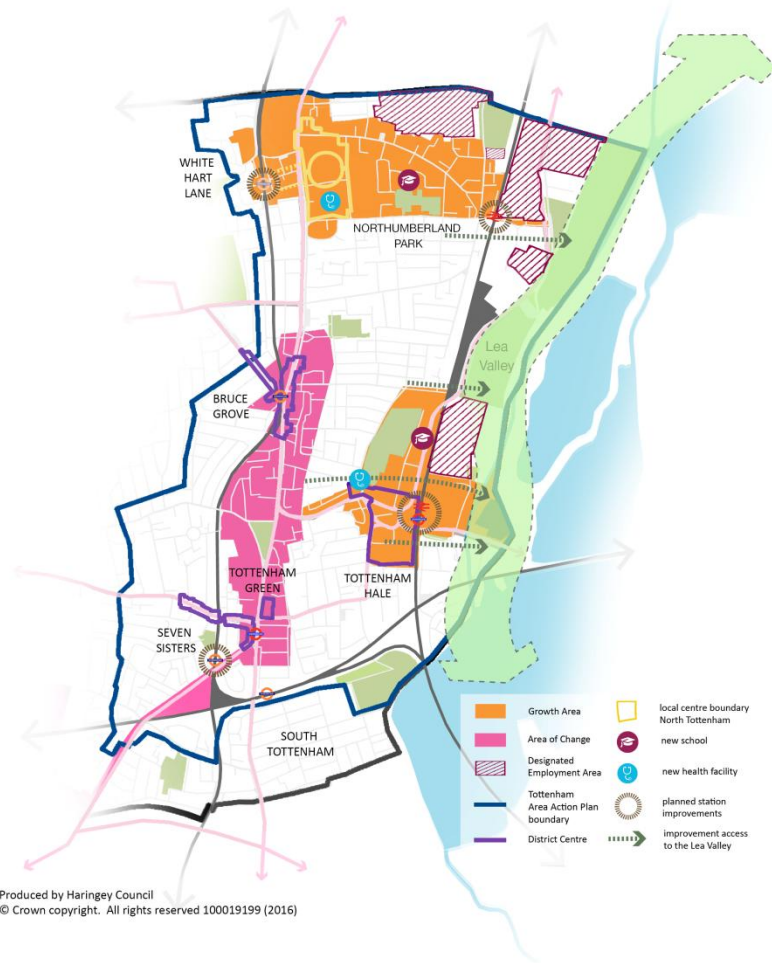 WHITE
HART
LANE
NORTHUMBERLAND
PARK
Lea
Valley
BRUCE
GROVE
TOTTENHAM
GREEN
TOTTENHAM
HALE
SEVEN
SISTERS
SOUTH
TOTTENHAM
Growth Area
Area of Change
Designated
Employment Area
Tottenham
Area Action Plan
boundary
District Centre
local centre boundary
North Tottenham
new school
new health facility
planned station
improvements
improvement access
to the Lea Valley
Produced by Haringey Council
© Crown copyright. All rights reserved 100019199 (2016)